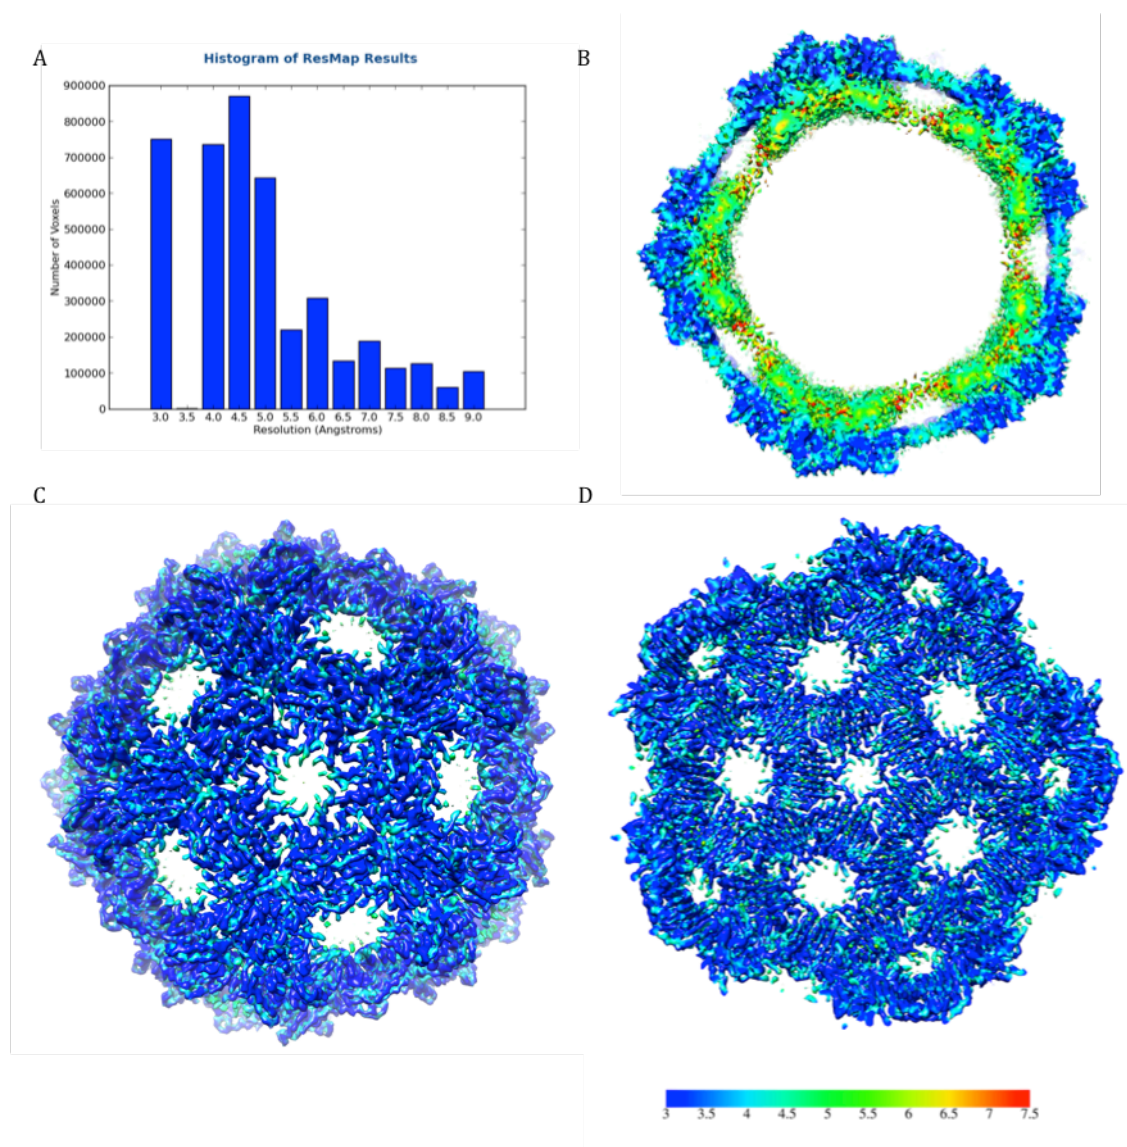 A
Histogram of ResMap Results
B
Number of Voxels
900000
800000
700000
600000
500000
400000
300000
200000
100000
0
3.0 3.5 4.0 4.5 5.0 5.5 6.0 6.5 7.0 7.5 8.0 8.5 9.0
Resolution (Angstroms)
C
D
3 3.5 4 4.5 5 5.5 6 6.5 7 7.5